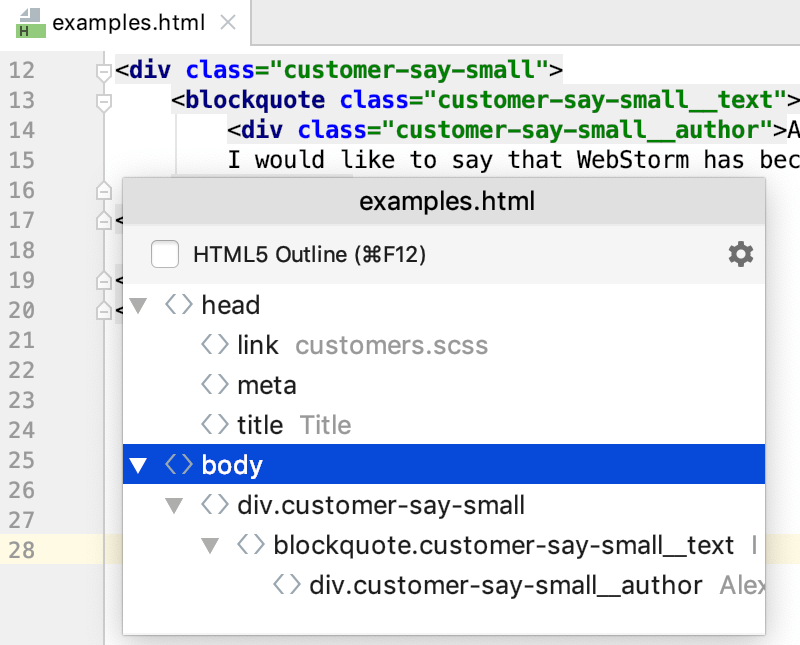 H examples.html
12 <div class="customer-say-small">
13 <blockquote class="customer-say-small__text">
14 <div class="customer-say-small__author">A
15 I would like to say that WebStorm has bec
16
17 <
18
19 <
20 <
21
22
23
24
25
26
27
28
examples.html
HTML5 Outline (⌘F12)
<> head
<> link customers.scss
<> meta
<> title Title
<> body
<> div.customer-say-small
<> blockquote.customer-say-small__text I
<> div.customer-say-small__author Alex